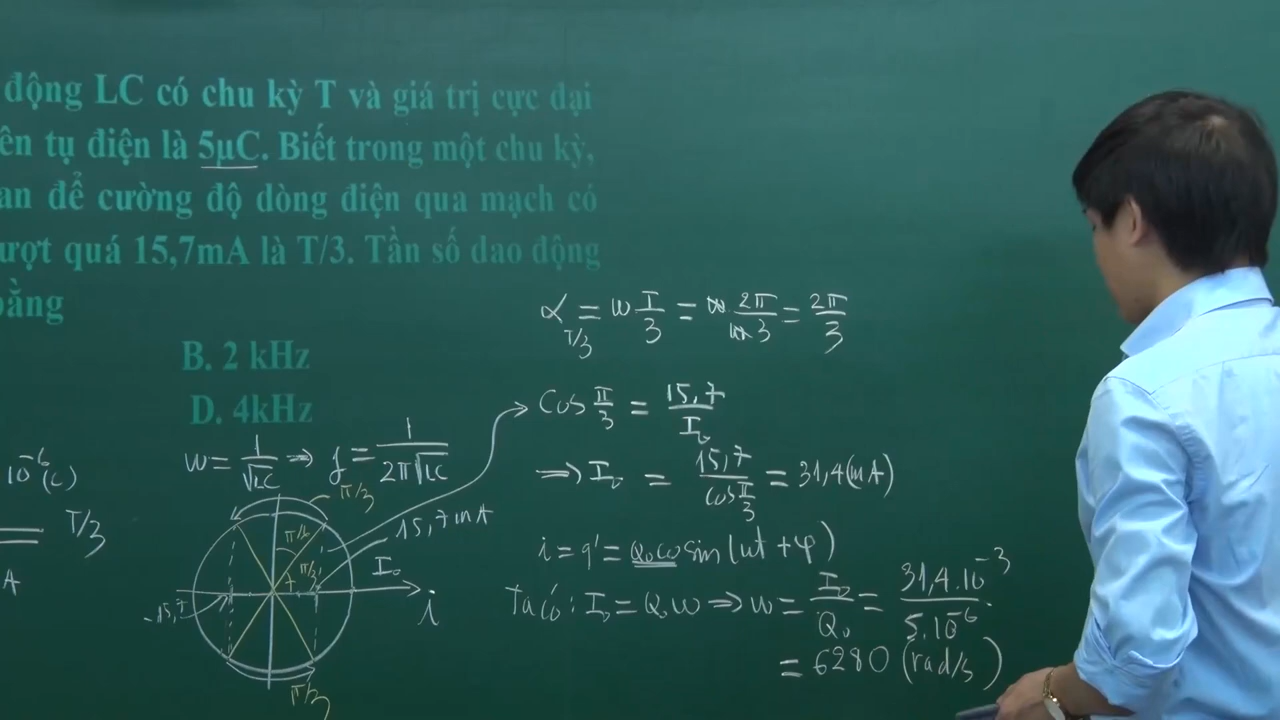 động LC có chu kỳ T và giá trị cực đại
ên tụ điện là 5μC. Biết trong một chu kỳ,
an để cường độ dòng điện qua mạch có
ượt quá 15,7mA là T/3. Tần số dao động
bằng
B. 2 kHz
D. 4kHz
α T/3 = ω T/3 = ω 2π/ω3 = 2π/3
Cos π/3 = 15,7/I₀
=> I₀ = 15,7/cos π/3 = 31,4 (mA)
i = q' = Q₀ω sin(ωt + φ)
Ta có: I₀ = Q₀ω => ω = I₀/Q₀ = 31,4.10⁻³/5.10⁻⁶
= 6280 (rad/s)
ω = 1/√LC => f = 1/2π√LC
10⁻⁶ (C)
T/3
A
π/3
15,7mA
π/6
π/3
I₀
i
-15,7
π/3